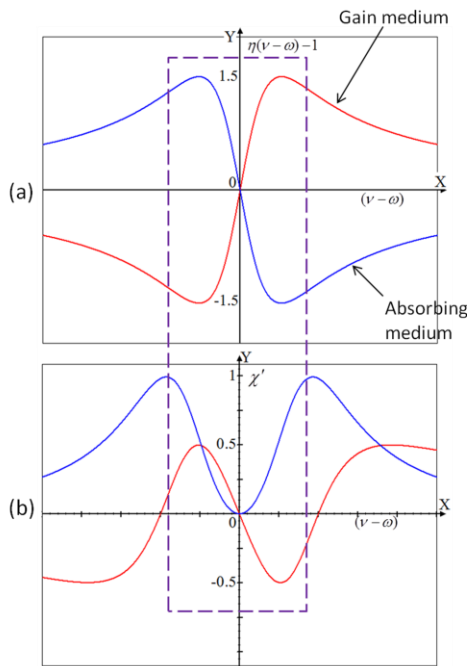 Gain medium
Y
η(ν−ω)−1
1.5
0
X
(ν−ω)
(a)
-1.5
Absorbing
medium
Y
1
χ′
0.5
0
X
(ν−ω)
(b)
-0.5